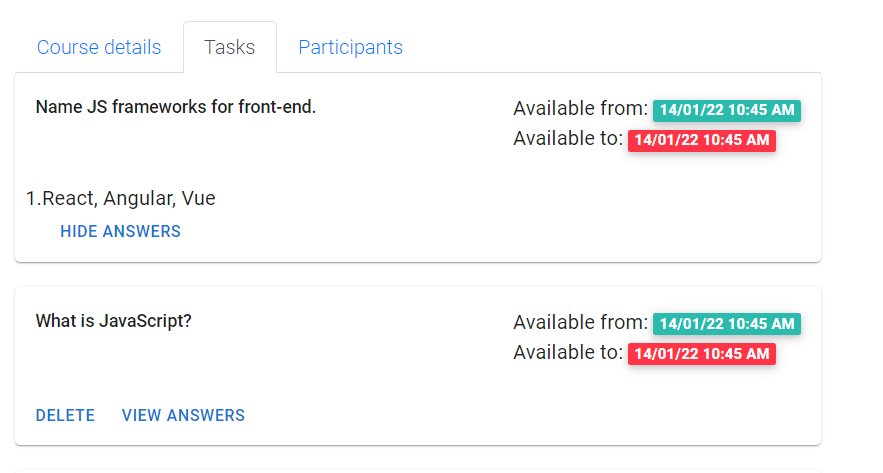 Course details Tasks Participants
Name JS frameworks for front-end.
Available from: 14/01/22 10:45 AM
Available to: 14/01/22 10:45 AM
1.React, Angular, Vue
HIDE ANSWERS
What is JavaScript?
Available from: 14/01/22 10:45 AM
Available to: 14/01/22 10:45 AM
DELETE VIEW ANSWERS